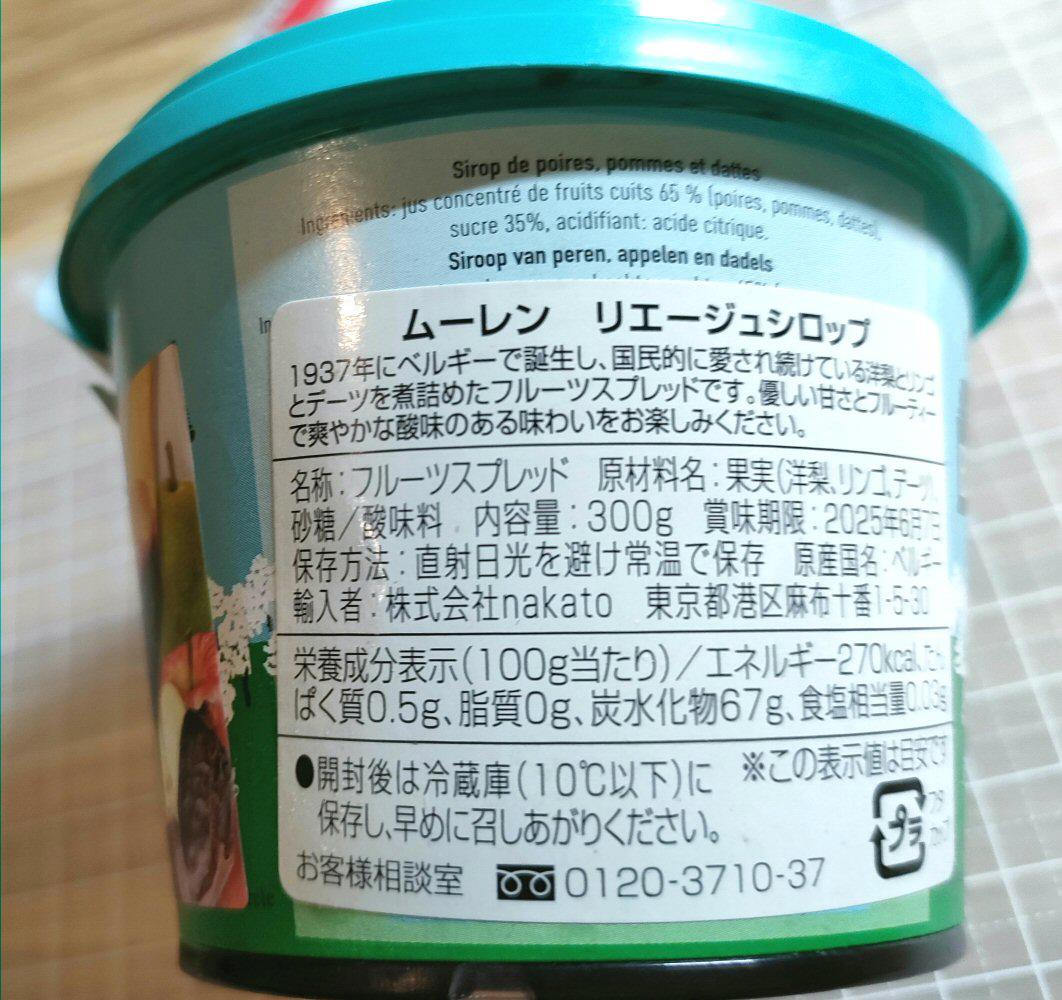 Sirop de poires, pommes et dattes
Ingrédients: jus concentré de fruits cuits 65 % (poires, pommes, dattes),
sucre 35%, acidifiant: acide citrique.
Siroop van peren, appelen en dadels
ムーレン リエージュシロップ
1937年にベルギーで誕生し、国民的に愛され続けている洋梨とリンゴ
とデーツを煮詰めたフルーツスプレッドです。優しい甘さとフルーティー
で爽やかな酸味のある味わいをお楽しみください。
名称:フルーツスプレッド 原材料名:果実(洋梨、リンゴ、デーツ)、
砂糖/酸味料 内容量:300g 賞味期限:2025年6月7日
保存方法:直射日光を避け常温で保存 原産国名:ベルギー
輸入者:株式会社nakato 東京都港区麻布十番1-5-30
栄養成分表示(100g当たり)/エネルギー270kcal、たん
ぱく質0.5g、脂質0g、炭水化物67g、食塩相当量0.03g
※この表示値は目安です
●開封後は冷蔵庫(10℃以下)に
保存し、早めに召しあがりください。
プラ
お客様相談室 0120-3710-37